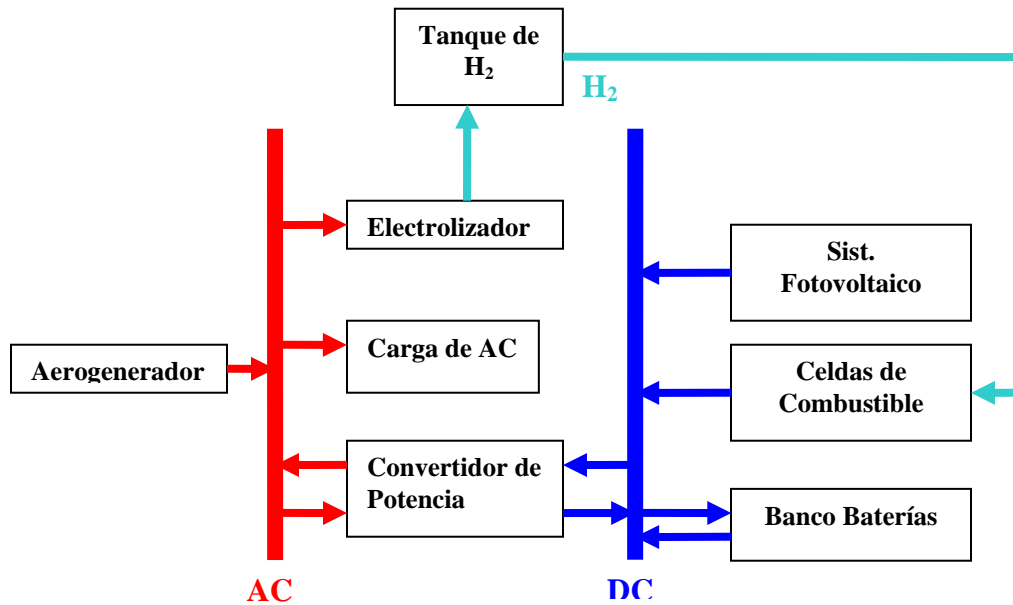 Tanque de
H₂
H₂
Electrolizador
Sist.
Fotovoltaico
Carga de AC
Aerogenerador
Celdas de
Combustible
Convertidor de
Potencia
Banco Baterías
AC
DC